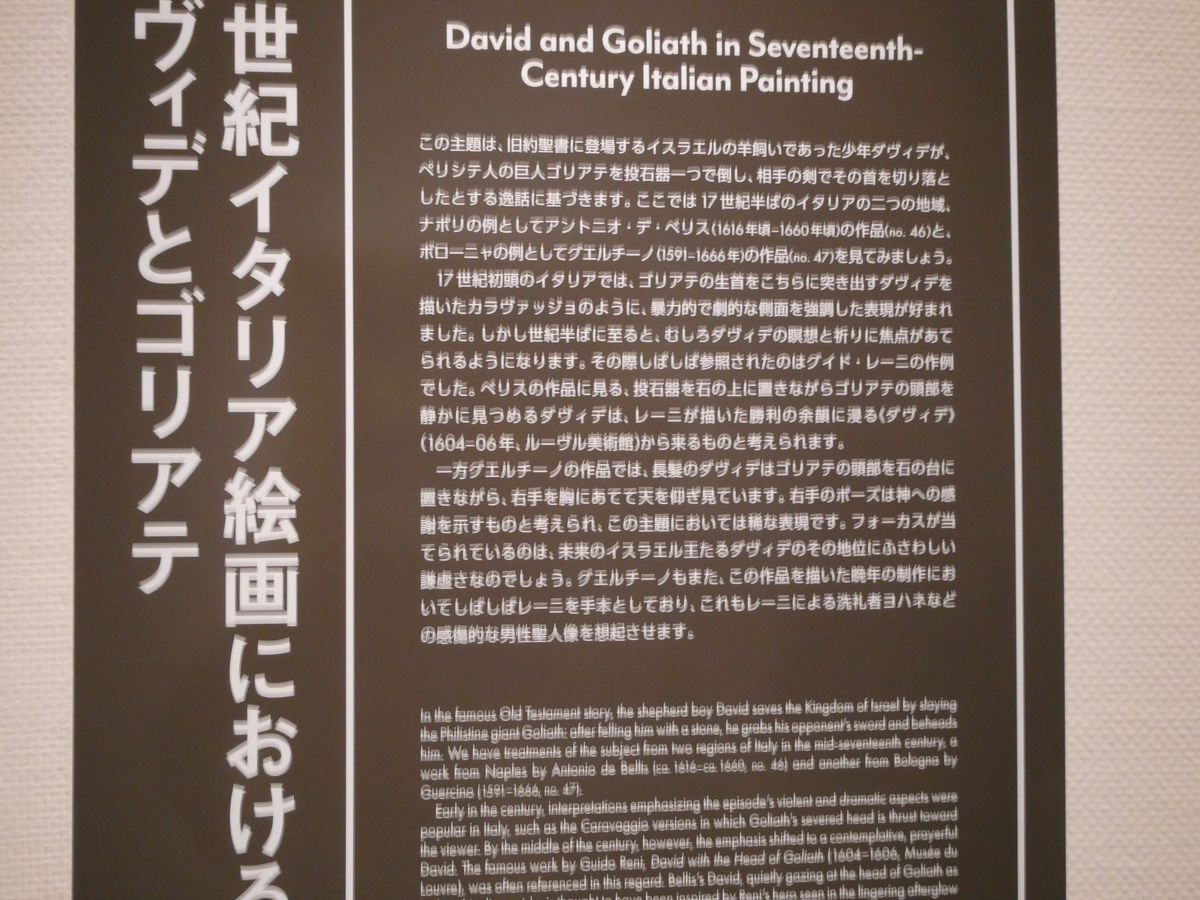 世紀イタリア絵画における
ヴィデとゴリアテ
David and Goliath in Seventeenth-
Century Italian Painting
この主題は、旧約聖書に登場するイスラエルの羊飼いであった少年ダヴィデが、
ペリシテ人の巨人ゴリアテを投石器一つで倒し、相手の剣でその首を切り落と
したとする逸話に基づきます。ここでは17世紀半ばのイタリアの二つの地域、
ナポリの例としてアントニオ・デ・ベリス(1616年頃–1660年頃)の作品(no. 46)と、
ボローニャの例としてグエルチーノ(1591–1666年)の作品(no. 47)を見てみましょう。
17世紀初頭のイタリアでは、ゴリアテの生首をこちらに突き出すダヴィデを
描いたカラヴァッジョのように、暴力的で劇的な側面を強調した表現が好まれ
ました。しかし世紀半ばに至ると、むしろダヴィデの瞑想と祈りに焦点があて
られるようになります。その際しばしば参照されたのはグイド・レーニの作例
でした。ベリスの作品に見る、投石器を石の上に置きながらゴリアテの頭部を
静かに見つめるダヴィデは、レーニが描いた勝利の余韻に浸る《ダヴィデ》
(1604–06年、ルーヴル美術館)から来るものと考えられます。
一方グエルチーノの作品では、長髪のダヴィデはゴリアテの頭部を石の台に
置きながら、右手を胸にあてて天を仰ぎ見ています。右手のポーズは神への感
謝を示すものと考えられ、この主題においては稀な表現です。フォーカスが当
てられているのは、未来のイスラエル王たるダヴィデのその地位にふさわしい
謙虚さなのでしょう。グエルチーノもまた、この作品を描いた晩年の制作にお
いてしばしばレーニを手本としており、これもレーニによる洗礼者ヨハネなど
の感傷的な男性聖人像を想起させます。
In the famous Old Testament story, the shepherd boy David saves the Kingdom of Israel by slaying
the Philistine giant Goliath: after felling him with a stone, he grabs his opponent's sword and beheads
him. We have treatments of the subject from two regions of Italy in the mid-seventeenth century, a
work from Naples by Antonio de Bellis (ca. 1616–ca. 1660, no. 46) and another from Bologna by
Guercino (1591–1666, no. 47).
Early in the century, interpretations emphasizing the episode's violent and dramatic aspects were
popular in Italy, such as the Caravaggio versions in which Goliath's severed head is thrust toward
the viewer. By the middle of the century, however, the emphasis shifted to a contemplative, prayerful
David. The famous work by Guido Reni, David with the Head of Goliath (1604–1606, Musée du
Louvre), was often referenced in this regard. Bellis's David, quietly gazing at the head of Goliath as
thought to have been inspired by Reni's hero seen in the lingering afterglow